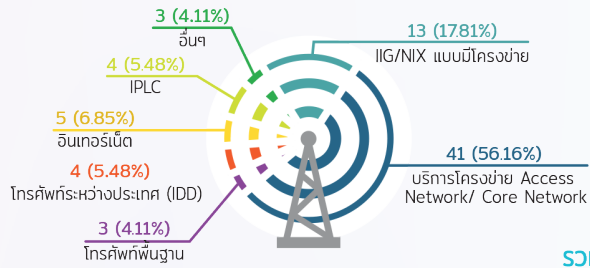 3 (4.11%)
อื่นๆ
13 (17.81%)
IIG/NIX แบบมีโครงข่าย
4 (5.48%)
IPLC
5 (6.85%)
อินเทอร์เน็ต
41 (56.16%)
บริการโครงข่าย Access
Network/ Core Network
4 (5.48%)
โทรศัพท์ระหว่างประเทศ (IDD)
3 (4.11%)
โทรศัพท์พื้นฐาน